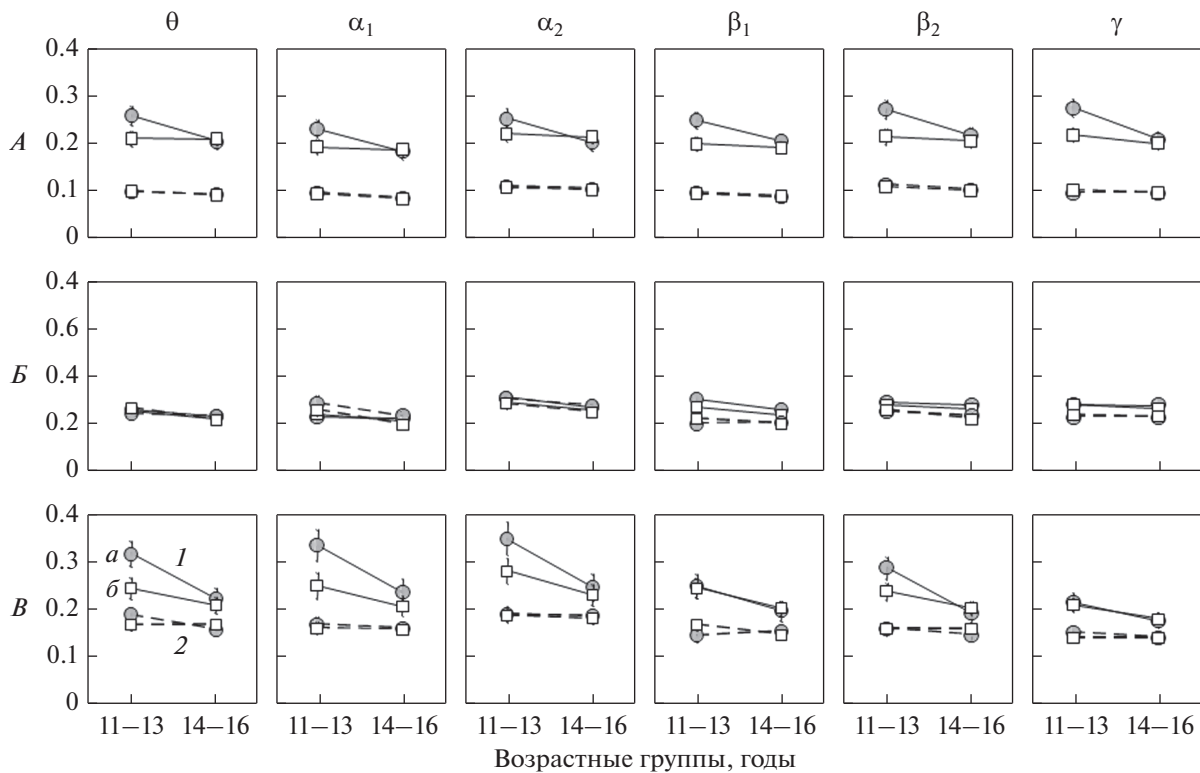 θ α₁ α₂ β₁ β₂ γ
0.4
0.3
А 0.2
0.1
0
0.4
0.6
Б 0.4
0.2
0
0.4
а 1
0.3
б
В 0.2
2
0.1
0
11–13 14–16 11–13 14–16 11–13 14–16 11–13 14–16 11–13 14–16 11–13 14–16
Возрастные группы, годы